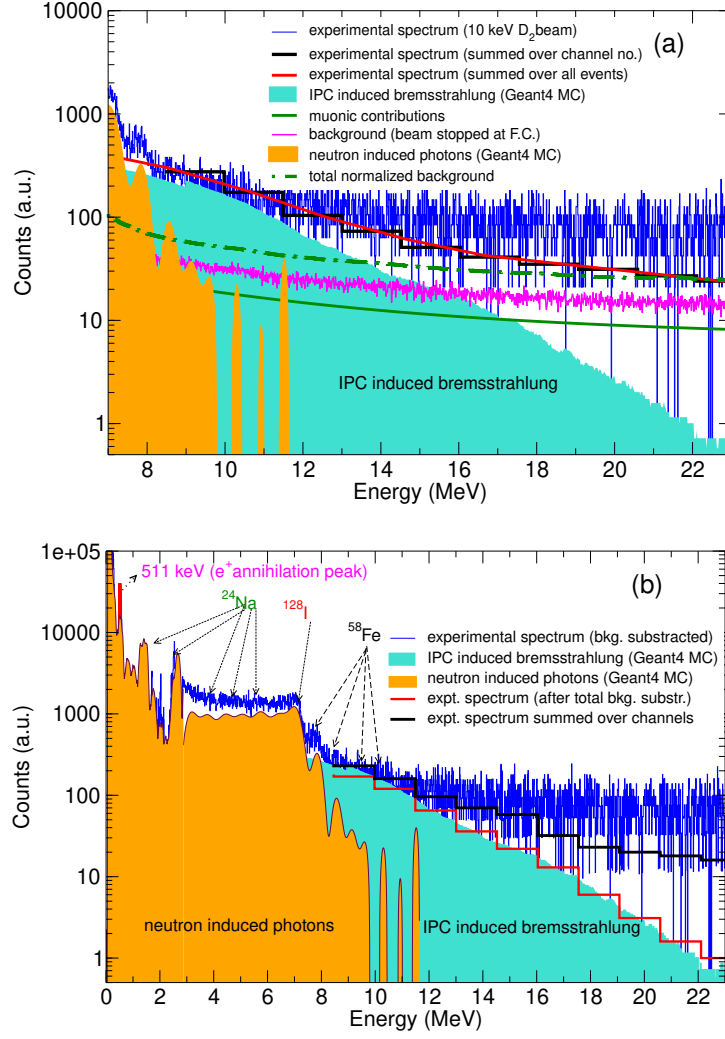 experimental spectrum (10 keV D2beam)
(a)
experimental spectrum (summed over channel no.)
experimental spectrum (summed over all events)
IPC induced bremsstrahlung (Geant4 MC)
muonic contributions
background (beam stopped at F.C.)
neutron induced photons (Geant4 MC)
total normalized background
1000
100
10
1
Counts (a.u.)
IPC induced bremsstrahlung
8 10 12 14 16 18 20 22
Energy (MeV)
1e+05
10000
1000
100
10
1
Counts (a.u.)
511 keV (e+annihilation peak)
(b)
24Na
128I
58Fe
experimental spectrum (bkg. substracted)
IPC induced bremsstrahlung (Geant4 MC)
neutron induced photons (Geant4 MC)
expt. spectrum (after total bkg. substr.)
expt. spectrum summed over channels
neutron induced photons
IPC induced bremsstrahlung
0 2 4 6 8 10 12 14 16 18 20 22
Energy (MeV)